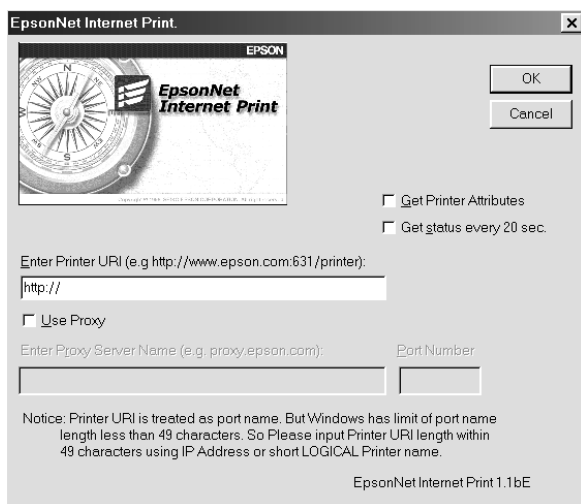 EpsonNet Internet Print.
EPSON
EpsonNet
Internet Print
N
W
E
S
OK
Cancel
Get Printer Attributes
Get status every 20 sec.
Enter Printer URI (e.g http://www.epson.com:631/printer):
http://
Use Proxy
Enter Proxy Server Name (e.g. proxy.epson.com):
Port Number
Notice: Printer URI is treated as port name. But Windows has limit of port name
length less than 49 characters. So Please input Printer URI length within
49 characters using IP Address or short LOGICAL Printer name.
EpsonNet Internet Print 1.1bE